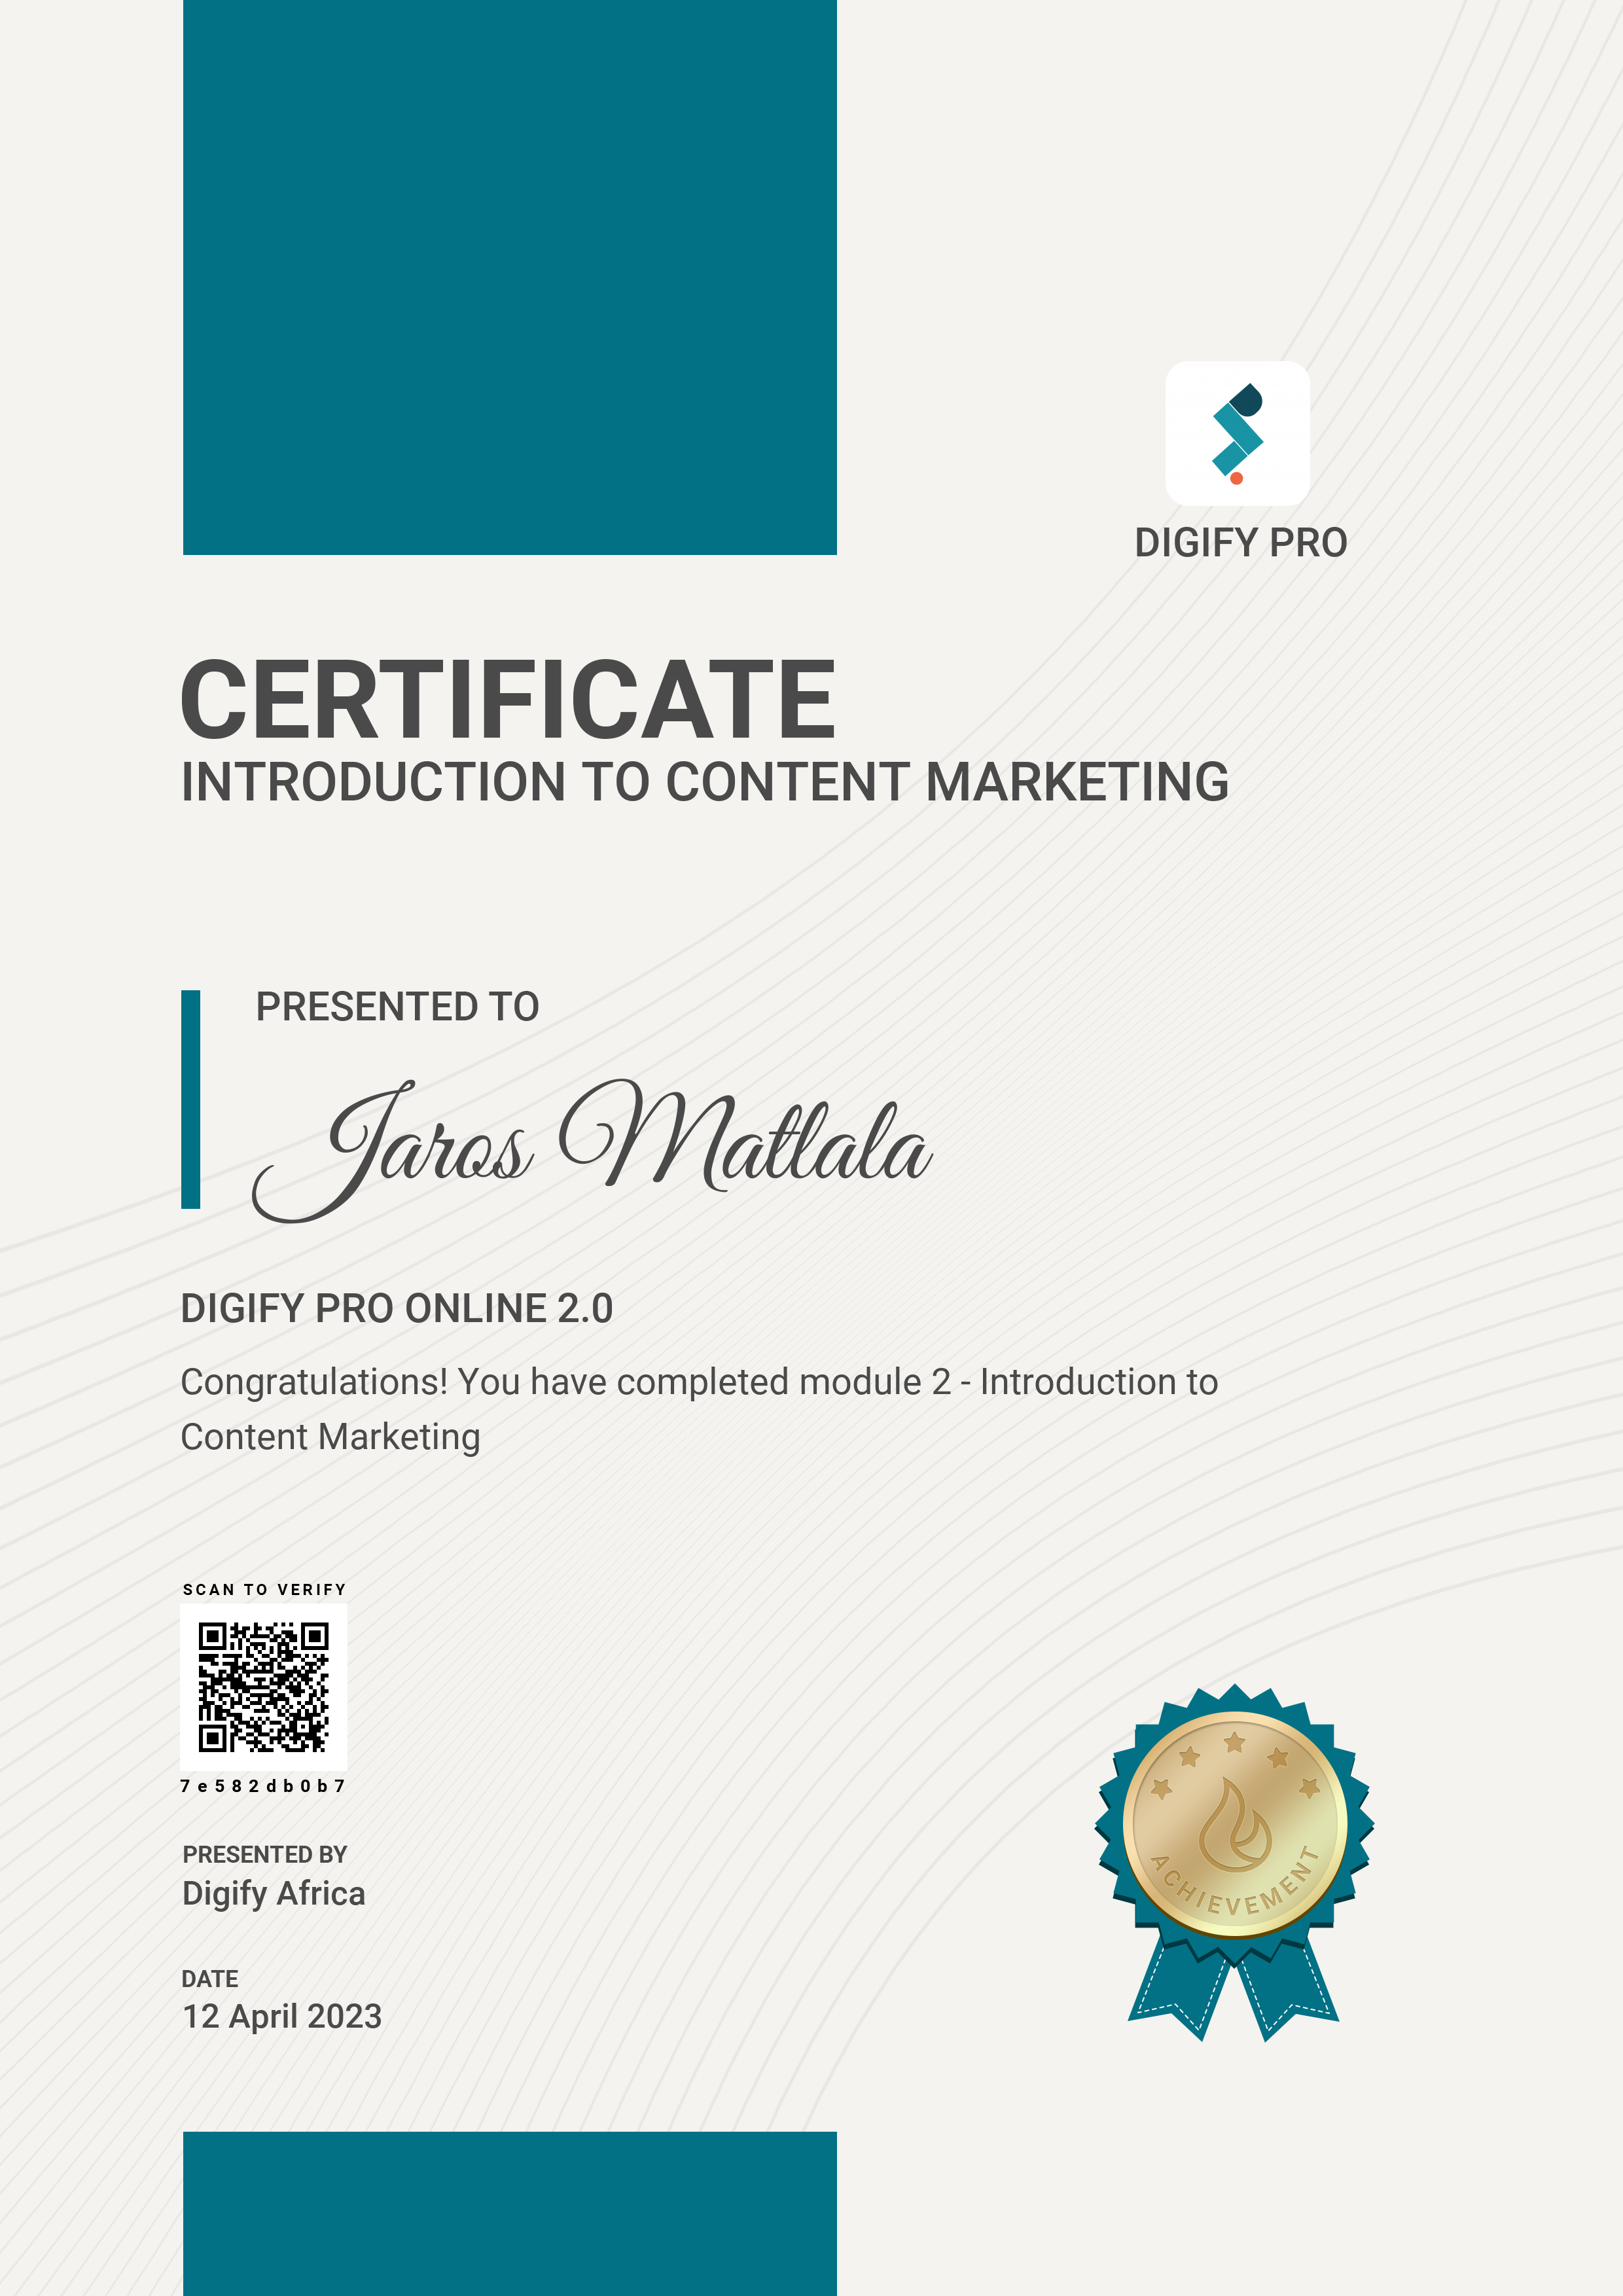 DIGIFY PRO
CERTIFICATE
INTRODUCTION TO CONTENT MARKETING
PRESENTED TO
Jaros Matlala
DIGIFY PRO ONLINE 2.0
Congratulations! You have completed module 2 - Introduction to
Content Marketing
SCAN TO VERIFY
7e582db0b7
PRESENTED BY
Digify Africa
DATE
12 April 2023
ACHIEVEMENT